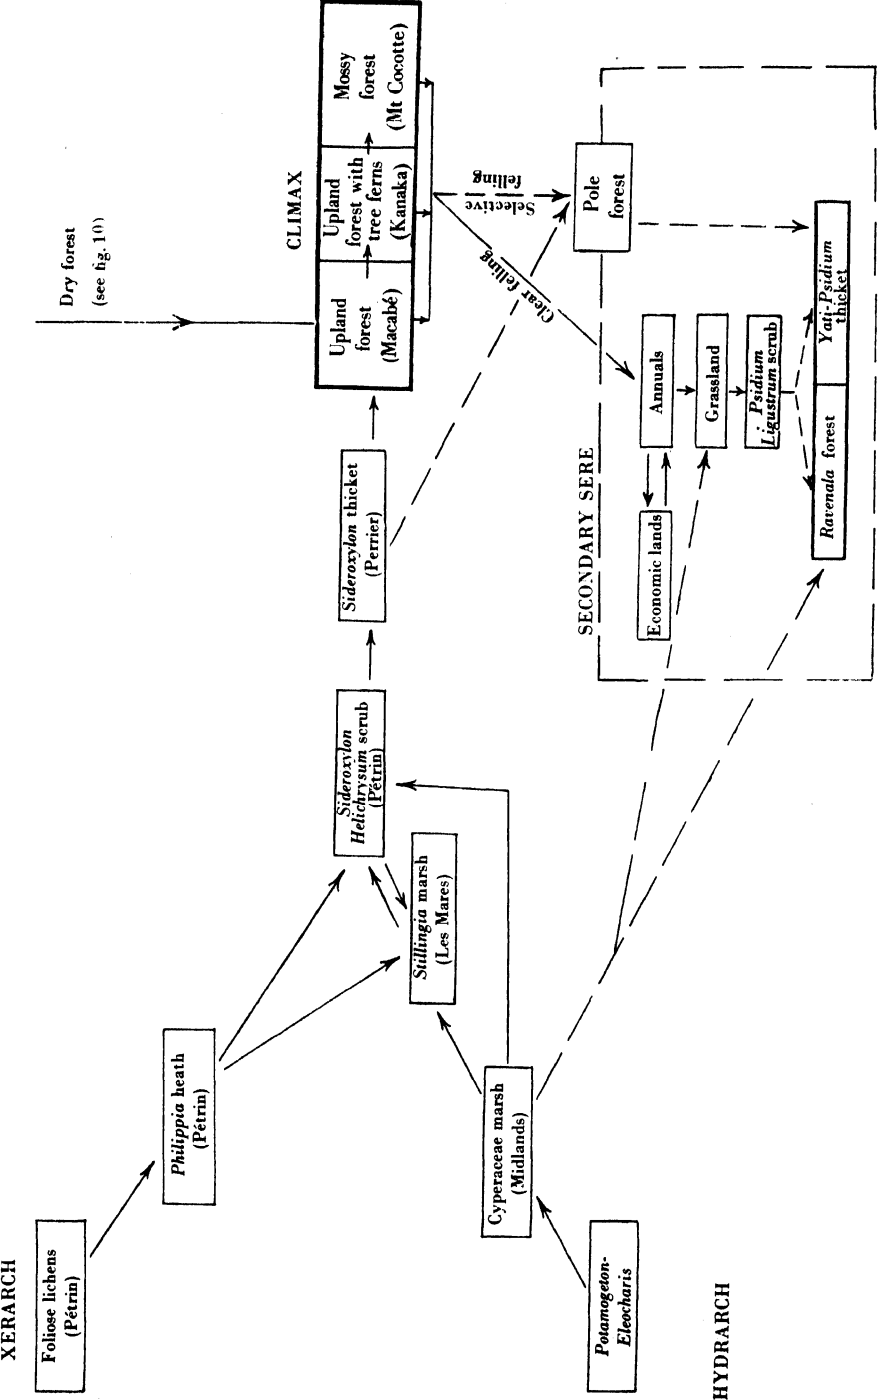 XERARCH
Foliose lichens
(Pétrin)
Philippia heath
(Pétrin)
Sideroxylon
Helichrysum scrub
(Pétrin)
Stillingia marsh
(Les Mares)
Cyperaceae marsh
(Midlands)
Potamogeton-
Eleocharis
HYDRARCH
Sideroxylon thicket
(Perrier)
Dry forest
(see fig. 10)
CLIMAX
Upland
forest
(Macabé)
Upland
forest with
tree ferns
(Kanaka)
Mossy
forest
(Mt Cocotte)
Clear felling
Selective
felling
SECONDARY SERE
Pole
forest
Economic lands
Annuals
Grassland
Psidium
Ligustrum scrub
Ravenala forest
Yati-Psidium
thicket